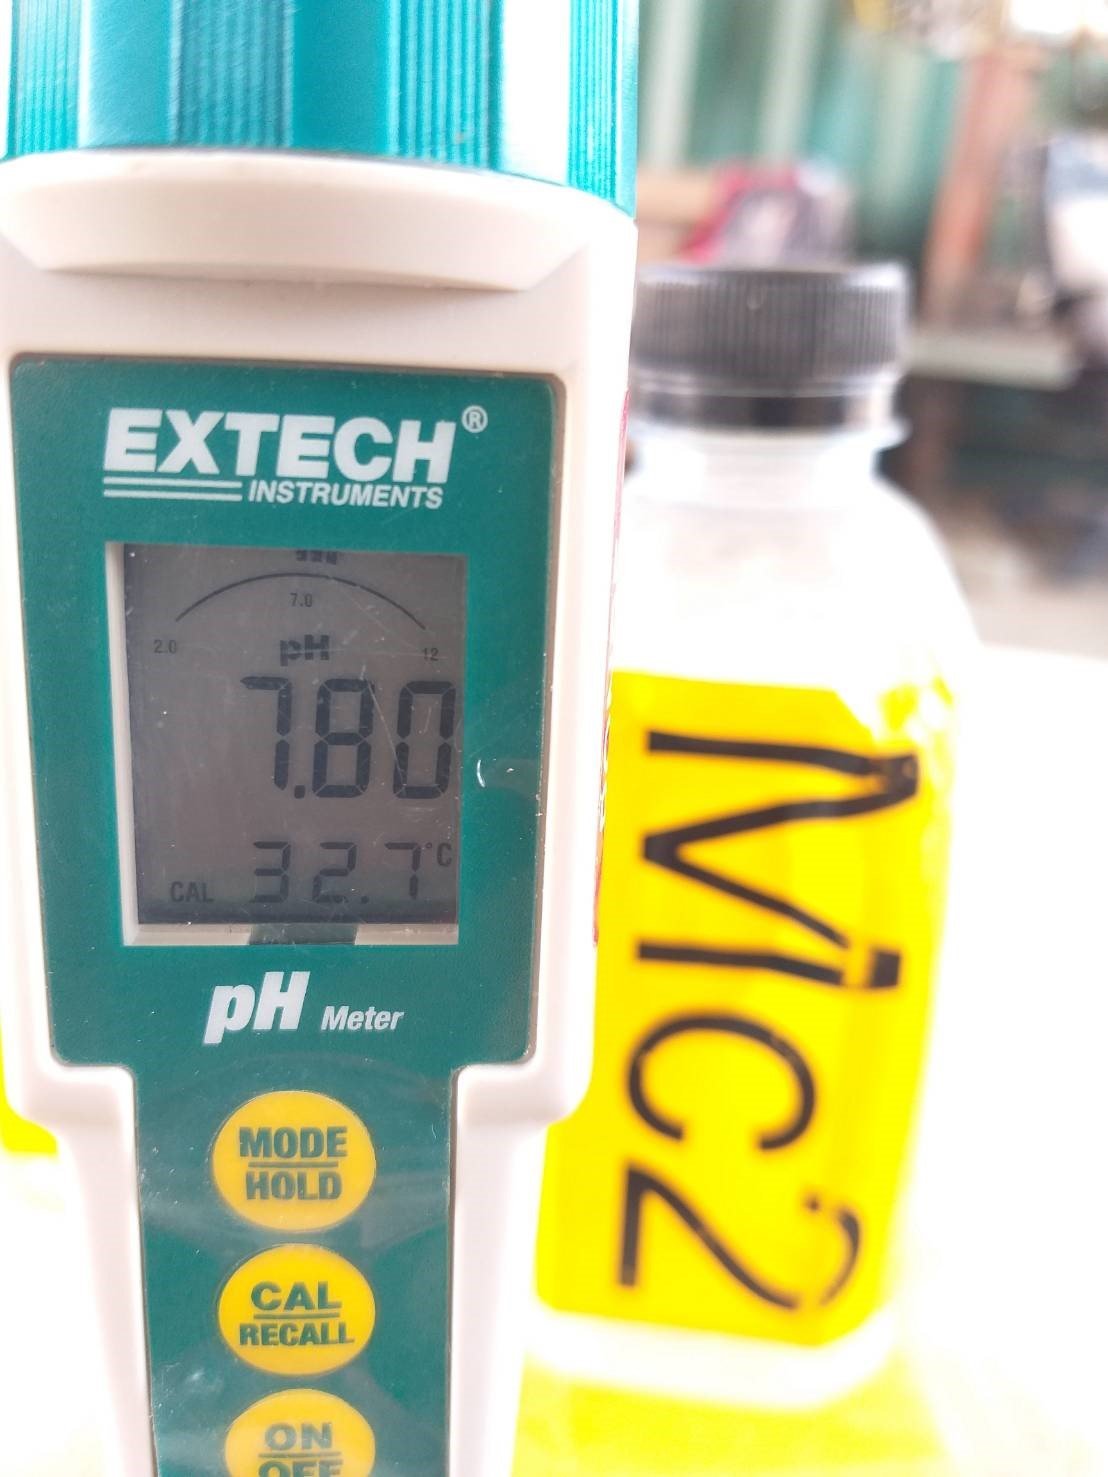 EXTECH®
INSTRUMENTS
7.0
2.0
pH
12
7.80
32.7°C
CAL
pH Meter
MODE
HOLD
CAL
RECALL
ON
OFF
Mic2